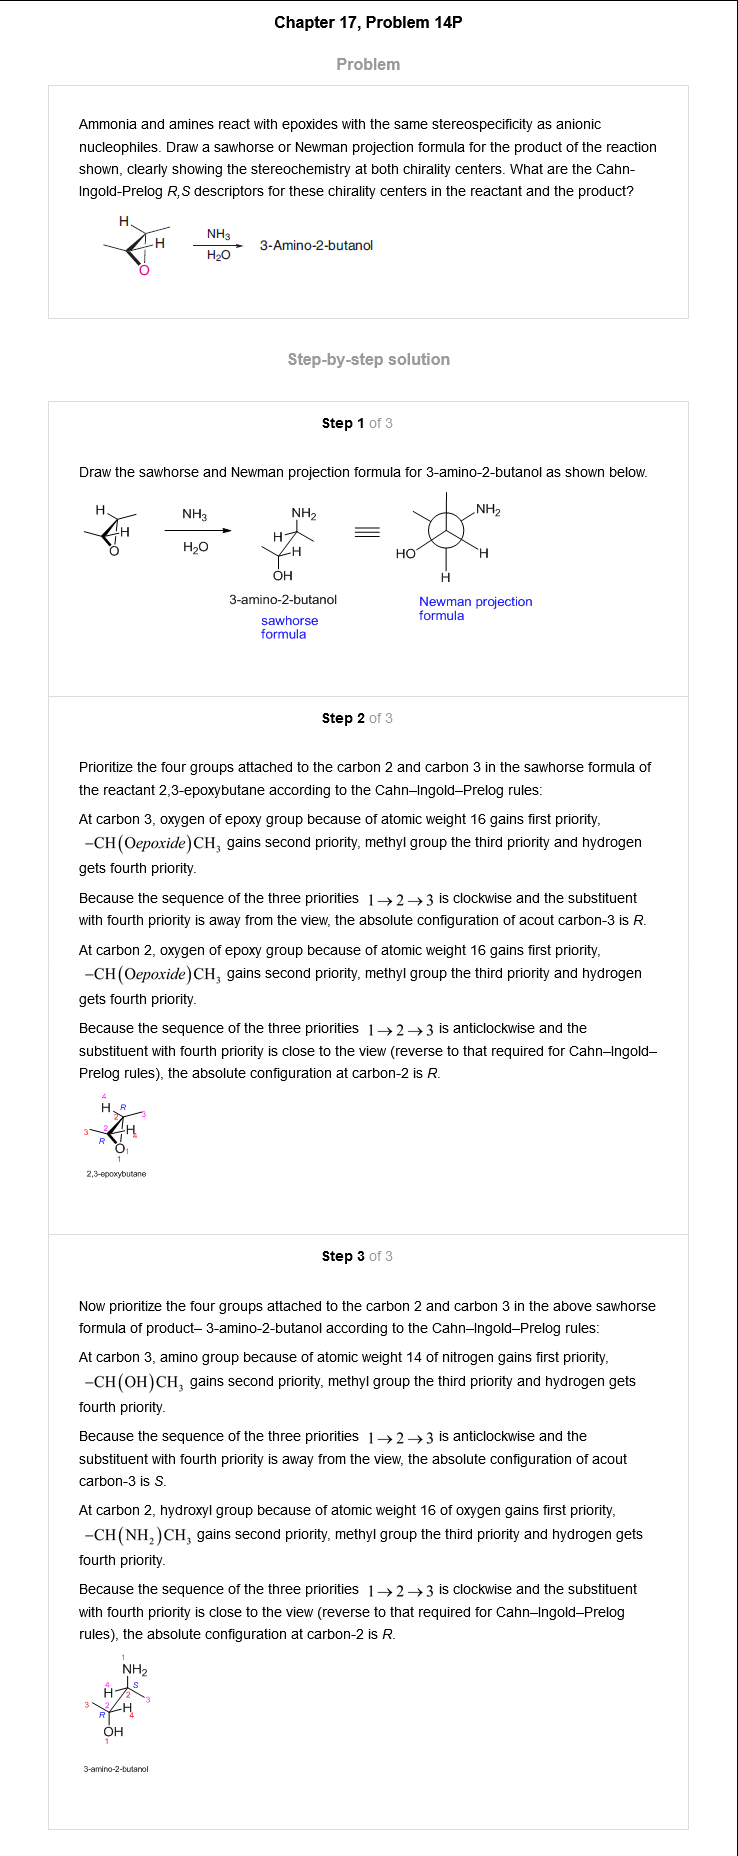 Chapter 17, Problem 14P
Problem
Ammonia and amines react with epoxides with the same stereospecificity as anionic
nucleophiles. Draw a sawhorse or Newman projection formula for the product of the reaction
shown, clearly showing the stereochemistry at both chirality centers. What are the Cahn-
Ingold-Prelog R,S descriptors for these chirality centers in the reactant and the product?
H
H
O
NH3
H2O
3-Amino-2-butanol
Step-by-step solution
Step 1 of 3
Draw the sawhorse and Newman projection formula for 3-amino-2-butanol as shown below.
H
H
O
NH3
H2O
NH2
H
H
OH
3-amino-2-butanol
sawhorse
formula
NH2
HO
H
H
Newman projection
formula
Step 2 of 3
Prioritize the four groups attached to the carbon 2 and carbon 3 in the sawhorse formula of
the reactant 2,3-epoxybutane according to the Cahn–Ingold–Prelog rules:
At carbon 3, oxygen of epoxy group because of atomic weight 16 gains first priority,
–CH(Oepoxide)CH3 gains second priority, methyl group the third priority and hydrogen
gets fourth priority.
Because the sequence of the three priorities 1→2→3 is clockwise and the substituent
with fourth priority is away from the view, the absolute configuration of acout carbon-3 is R.
At carbon 2, oxygen of epoxy group because of atomic weight 16 gains first priority,
–CH(Oepoxide)CH3 gains second priority, methyl group the third priority and hydrogen
gets fourth priority.
Because the sequence of the three priorities 1→2→3 is anticlockwise and the
substituent with fourth priority is close to the view (reverse to that required for Cahn–Ingold–
Prelog rules), the absolute configuration at carbon-2 is R.
4
H R
2 3
3 2 H
R 4
O 1
1
2,3-epoxybutane
Step 3 of 3
Now prioritize the four groups attached to the carbon 2 and carbon 3 in the above sawhorse
formula of product– 3-amino-2-butanol according to the Cahn–Ingold–Prelog rules:
At carbon 3, amino group because of atomic weight 14 of nitrogen gains first priority,
–CH(OH)CH3 gains second priority, methyl group the third priority and hydrogen gets
fourth priority.
Because the sequence of the three priorities 1→2→3 is anticlockwise and the
substituent with fourth priority is away from the view, the absolute configuration of acout
carbon-3 is S.
At carbon 2, hydroxyl group because of atomic weight 16 of oxygen gains first priority,
–CH(NH2)CH3 gains second priority, methyl group the third priority and hydrogen gets
fourth priority.
Because the sequence of the three priorities 1→2→3 is clockwise and the substituent
with fourth priority is close to the view (reverse to that required for Cahn–Ingold–Prelog
rules), the absolute configuration at carbon-2 is R.
1
NH2
4 S
H 2 3
3 2 H
R 4
OH
1
3-amino-2-butanol